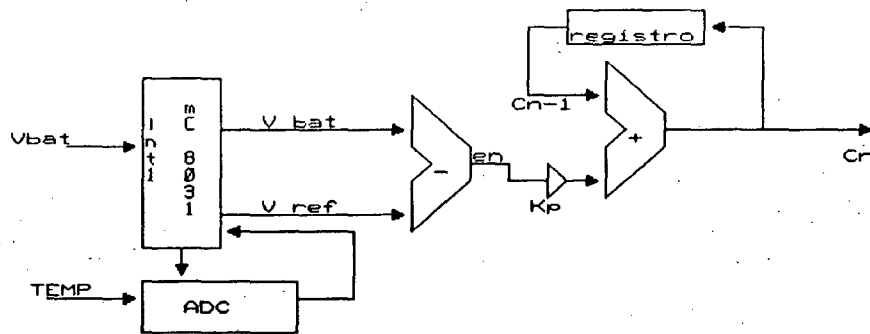 registro
Cn-1
Vbat
Int1
mC 8031
V bat
V ref
-
en
Kp
+
Cn
TEMP
ADC